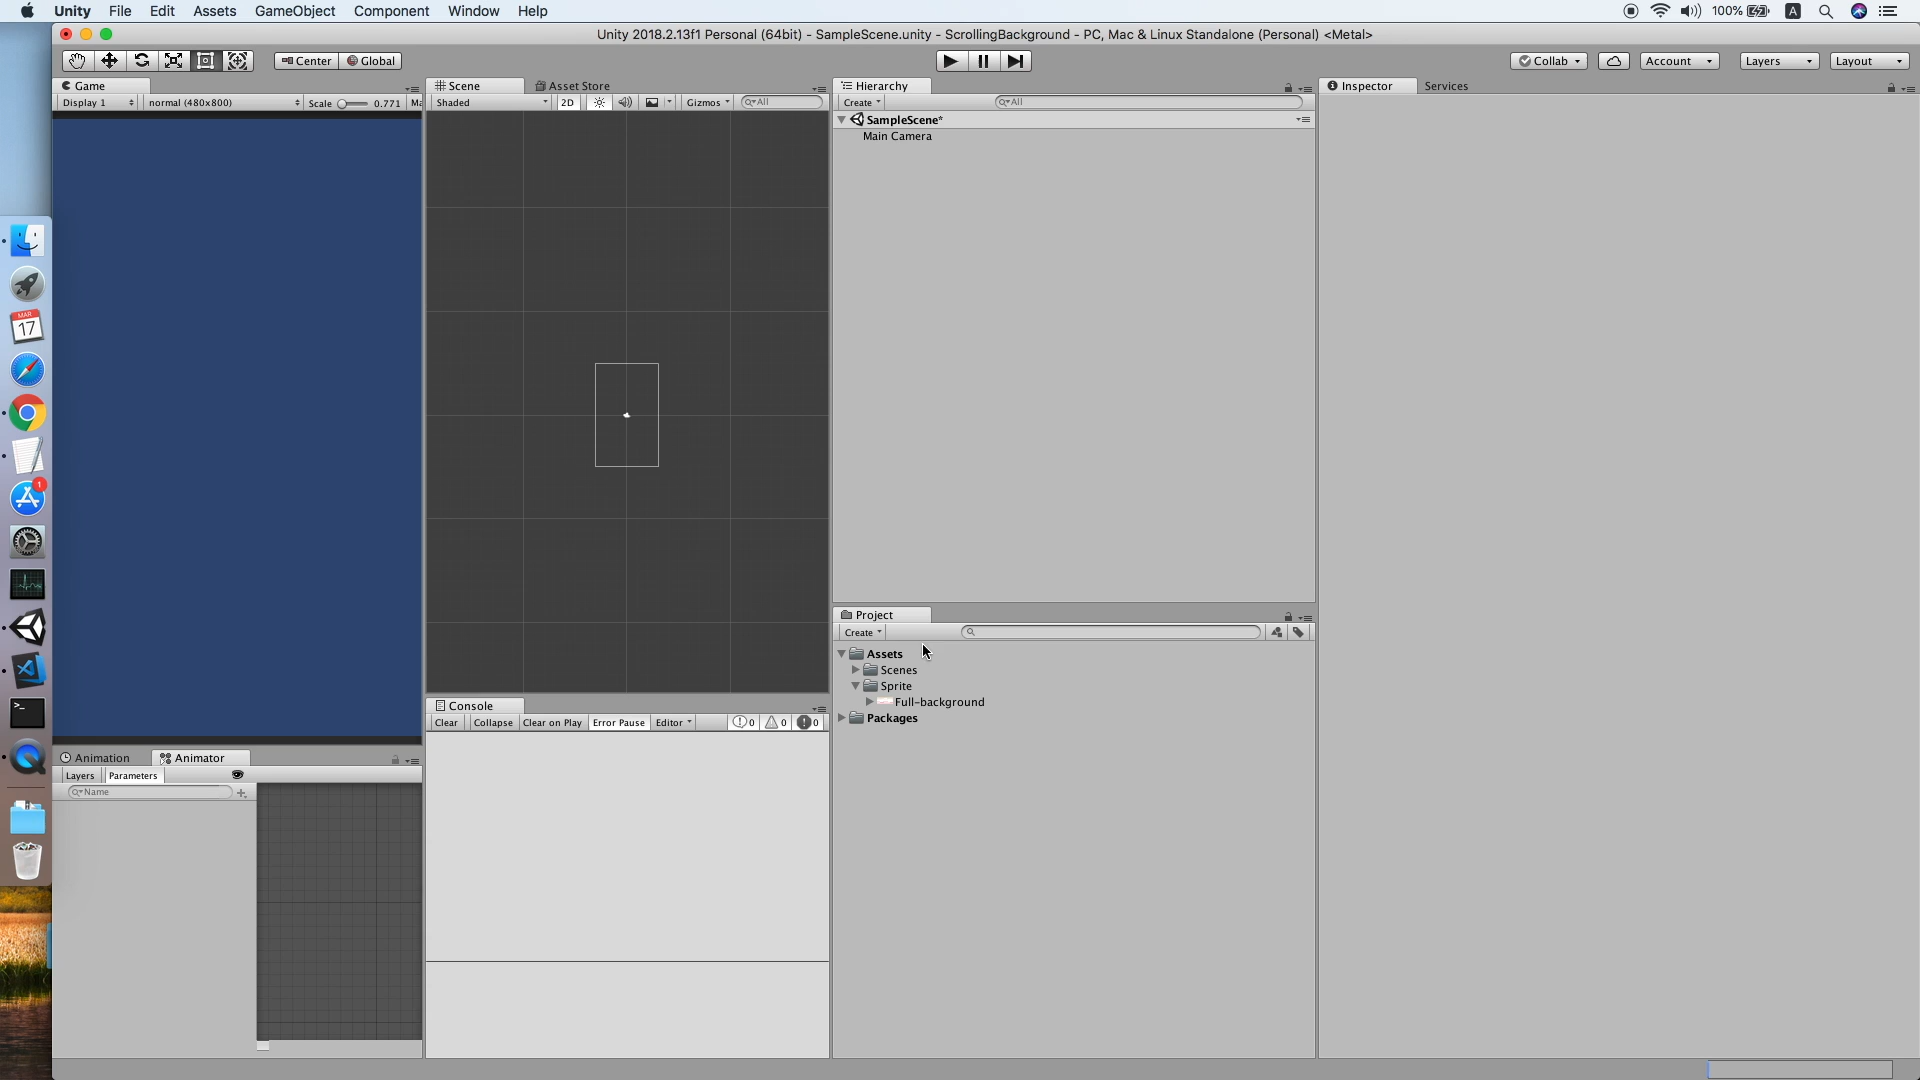 Unity File Edit Assets GameObject Component Window Help 100% A
Unity 2018.2.13f1 Personal (64bit) - SampleScene.unity - ScrollingBackground - PC, Mac & Linux Standalone (Personal) <Metal>
Center Global Collab Account Layers Layout
Game Scene Asset Store Hierarchy Inspector Services
Display 1 normal (480x800) Scale 0.771 Ma Shaded 2D Gizmos All Create All
SampleScene*
Main Camera
MAR
17
1
Project
Create
Assets
Scenes
Sprite
Full-background
Packages
Console
Clear Collapse Clear on Play Error Pause Editor 0 0 0
Animation Animator
Layers Parameters
Name